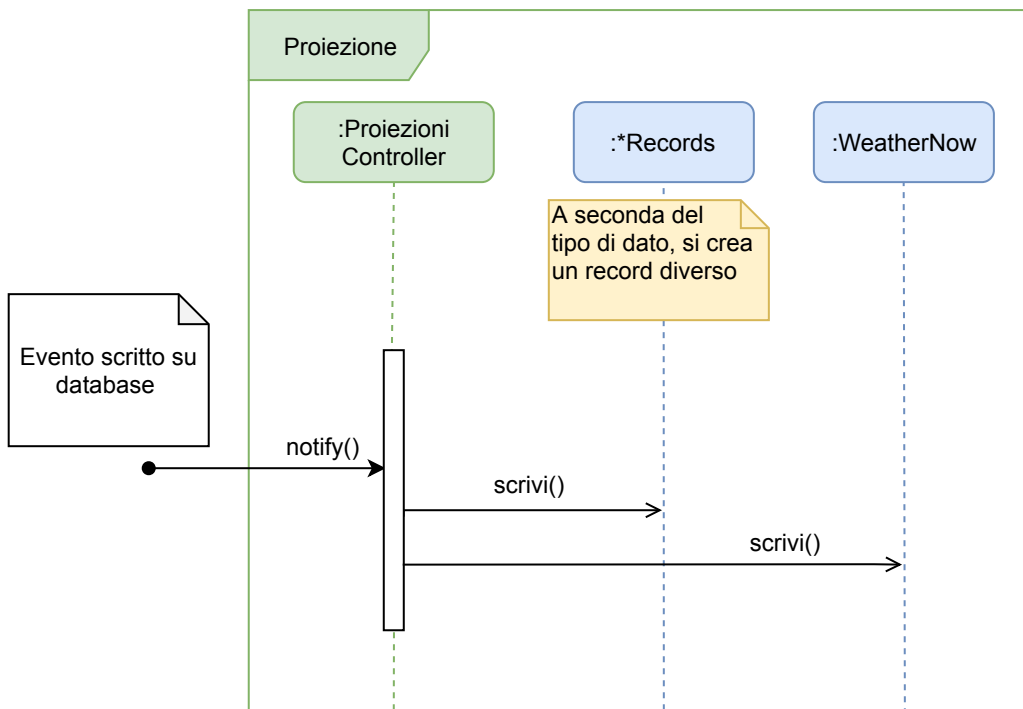 Proiezione
:Proiezioni
Controller
:*Records
:WeatherNow
A seconda del
tipo di dato, si crea
un record diverso
Evento scritto su
database
notify()
scrivi()
scrivi()